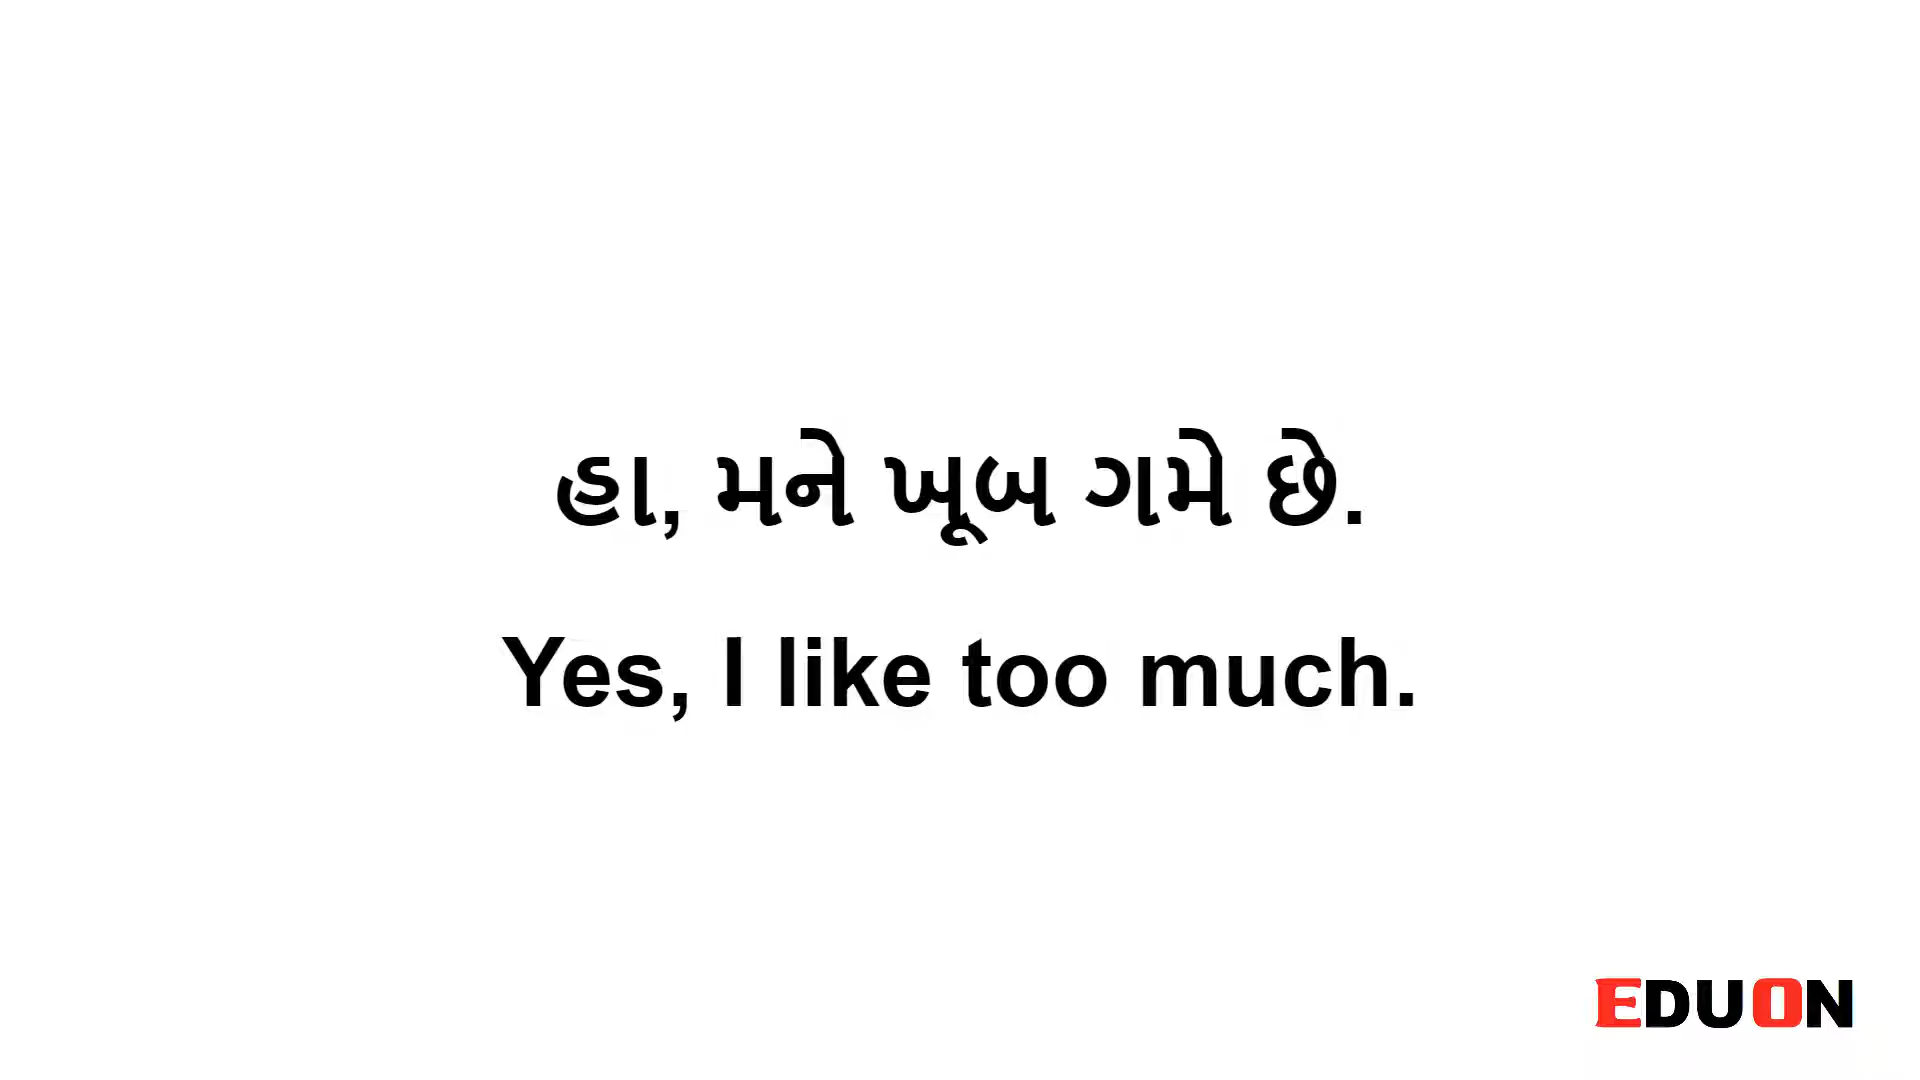 હા, મને ખૂબ ગમે છે.
Yes, I like too much.
EDUON